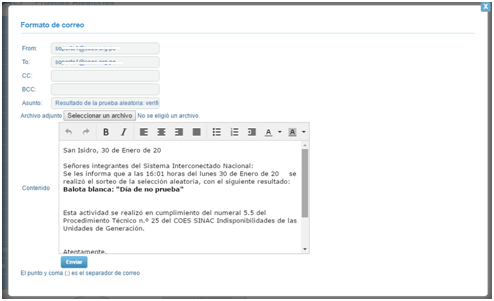 Formato de correo
From:
To:
CC:
BCC:
Asunto: Resultado de la prueba aleatoria: verifi
Archivo adjunto Seleccionar un archivo No se eligió un archivo.
San Isidro, 30 de Enero de 20
Señores integrantes del Sistema Interconectado Nacional:
Se les informa que a las 16:01 horas del lunes 30 de Enero de 20 se
realizó el sorteo de la selección aleatoria, con el siguiente resultado:
Balota blanca: "Día de no prueba"
Contenido
Esta actividad se realizó en cumplimiento del numeral 5.5 del
Procedimiento Técnico n.º 25 del COES SINAC Indisponibilidades de las
Unidades de Generación.
Atentamente,
Enviar
El punto y coma (;) es el separador de correo